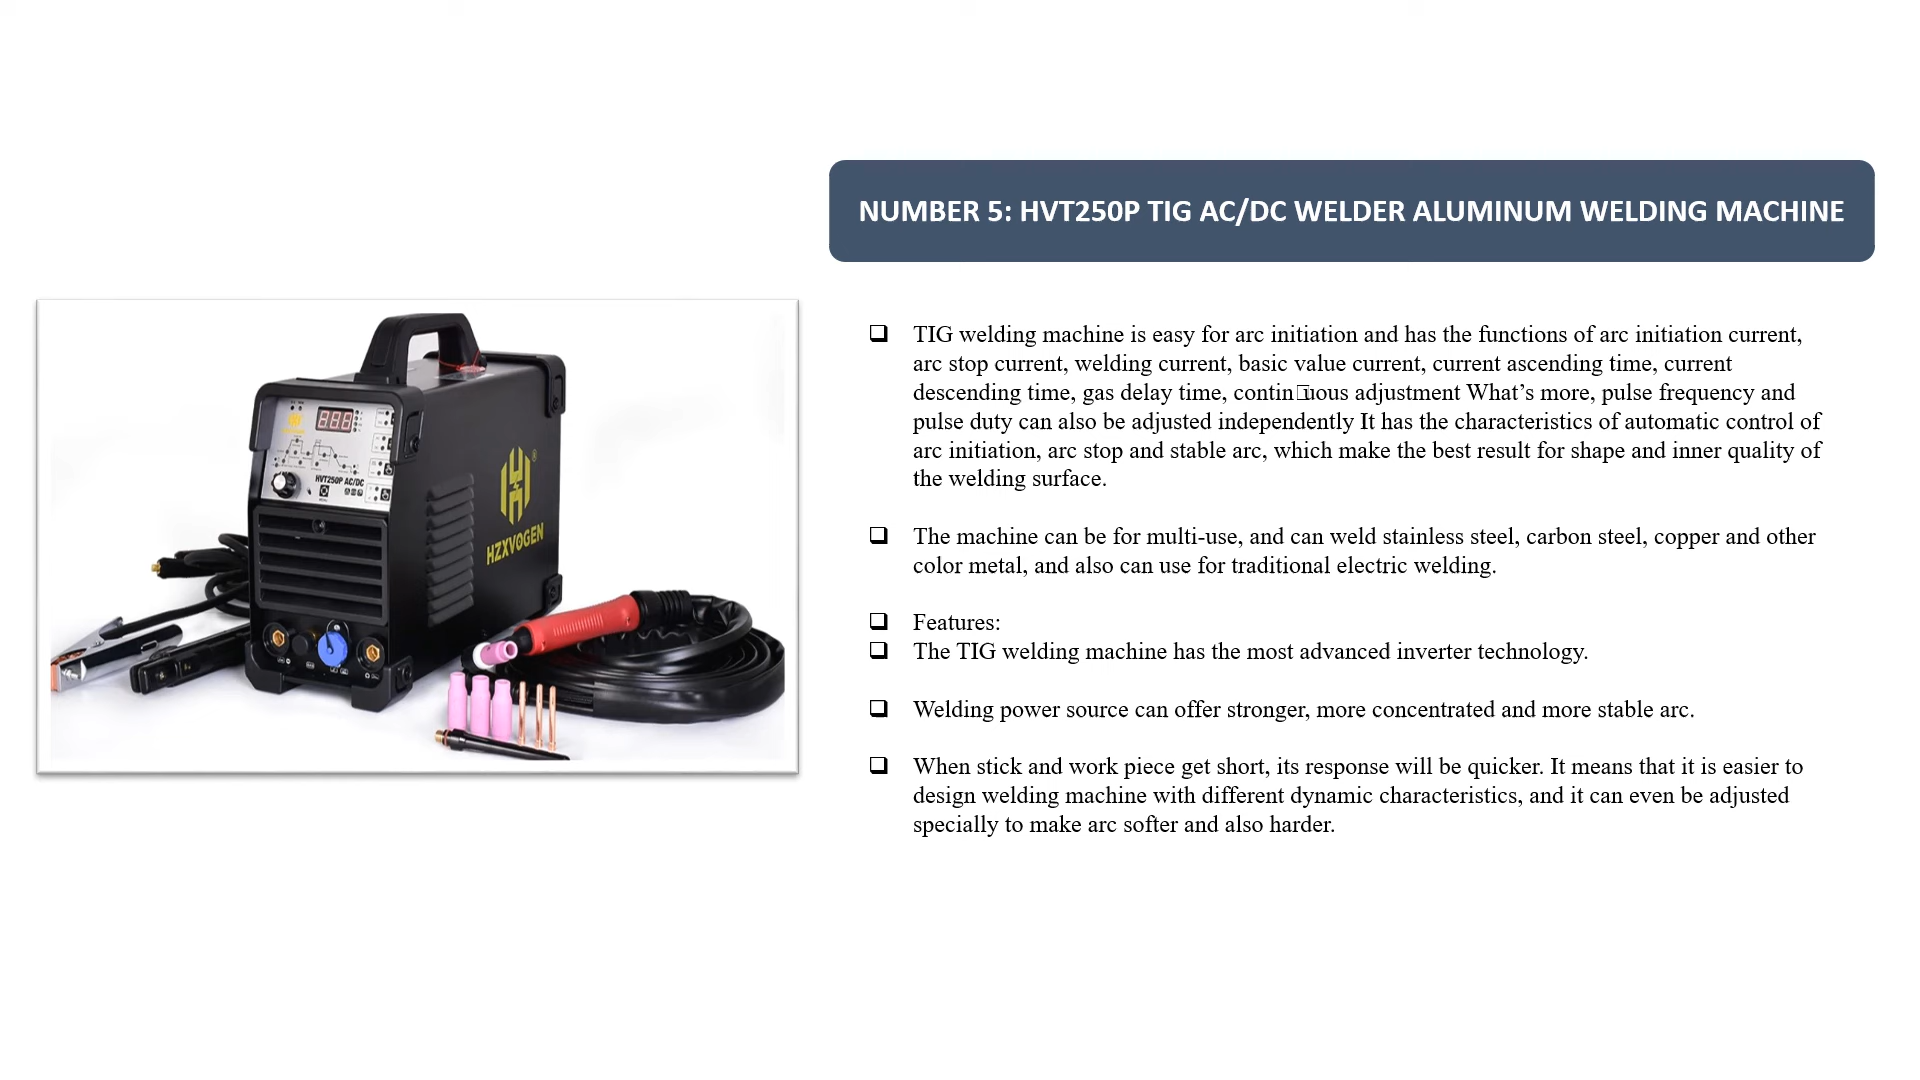 NUMBER 5: HVT250P TIG AC/DC WELDER ALUMINUM WELDING MACHINE
TIG welding machine is easy for arc initiation and has the functions of arc initiation current,
arc stop current, welding current, basic value current, current ascending time, current
descending time, gas delay time, contin□uous adjustment What’s more, pulse frequency and
pulse duty can also be adjusted independently It has the characteristics of automatic control of
arc initiation, arc stop and stable arc, which make the best result for shape and inner quality of
the welding surface.
The machine can be for multi-use, and can weld stainless steel, carbon steel, copper and other
color metal, and also can use for traditional electric welding.
Features:
The TIG welding machine has the most advanced inverter technology.
Welding power source can offer stronger, more concentrated and more stable arc.
When stick and work piece get short, its response will be quicker. It means that it is easier to
design welding machine with different dynamic characteristics, and it can even be adjusted
specially to make arc softer and also harder.
888
HVT250P AC/DC
HZXVOGEN